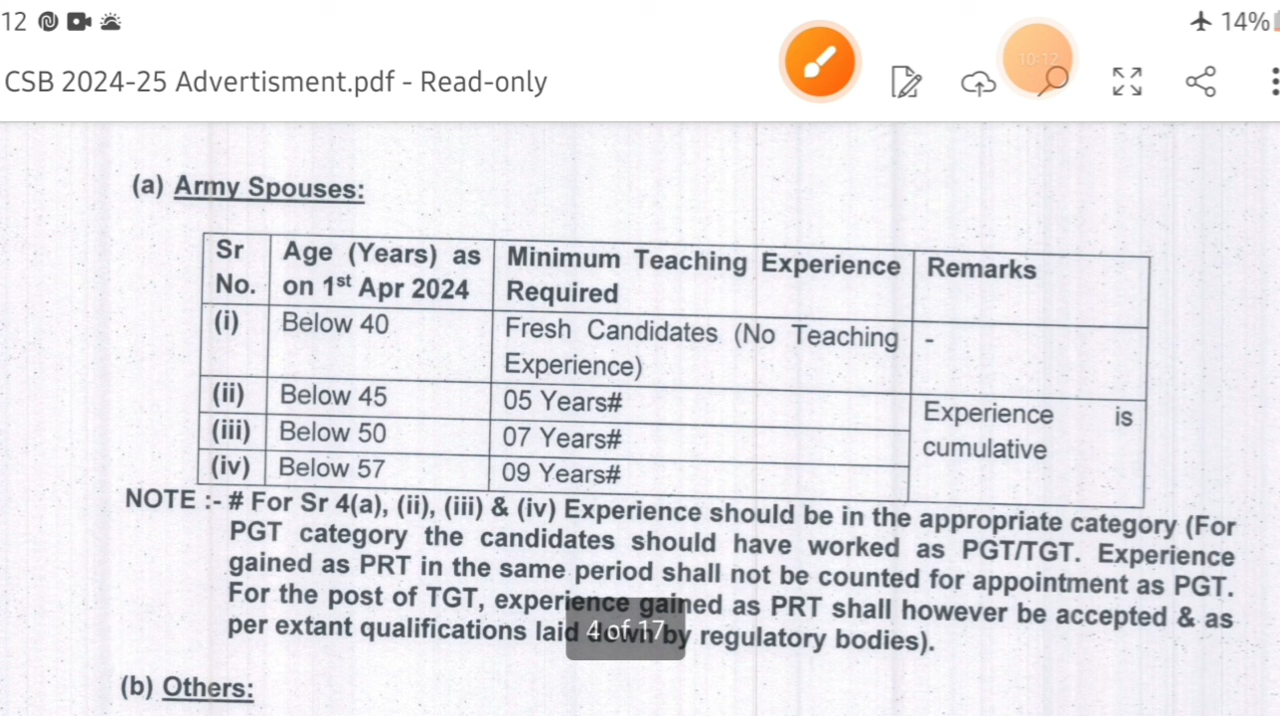 12
14%
10:12
CSB 2024-25 Advertisment.pdf - Read-only
(a) Army Spouses:
Sr No. Age (Years) as on 1st Apr 2024 Minimum Teaching Experience Required Remarks
(i) Below 40 Fresh Candidates (No Teaching Experience) -
(ii) Below 45 05 Years# Experience is cumulative
(iii) Below 50 07 Years#
(iv) Below 57 09 Years#
NOTE :- # For Sr 4(a), (ii), (iii) & (iv) Experience should be in the appropriate category (For
PGT category the candidates should have worked as PGT/TGT. Experience
gained as PRT in the same period shall not be counted for appointment as PGT.
For the post of TGT, experience gained as PRT shall however be accepted & as
per extant qualifications laid down by regulatory bodies).
4 of 17
(b) Others: